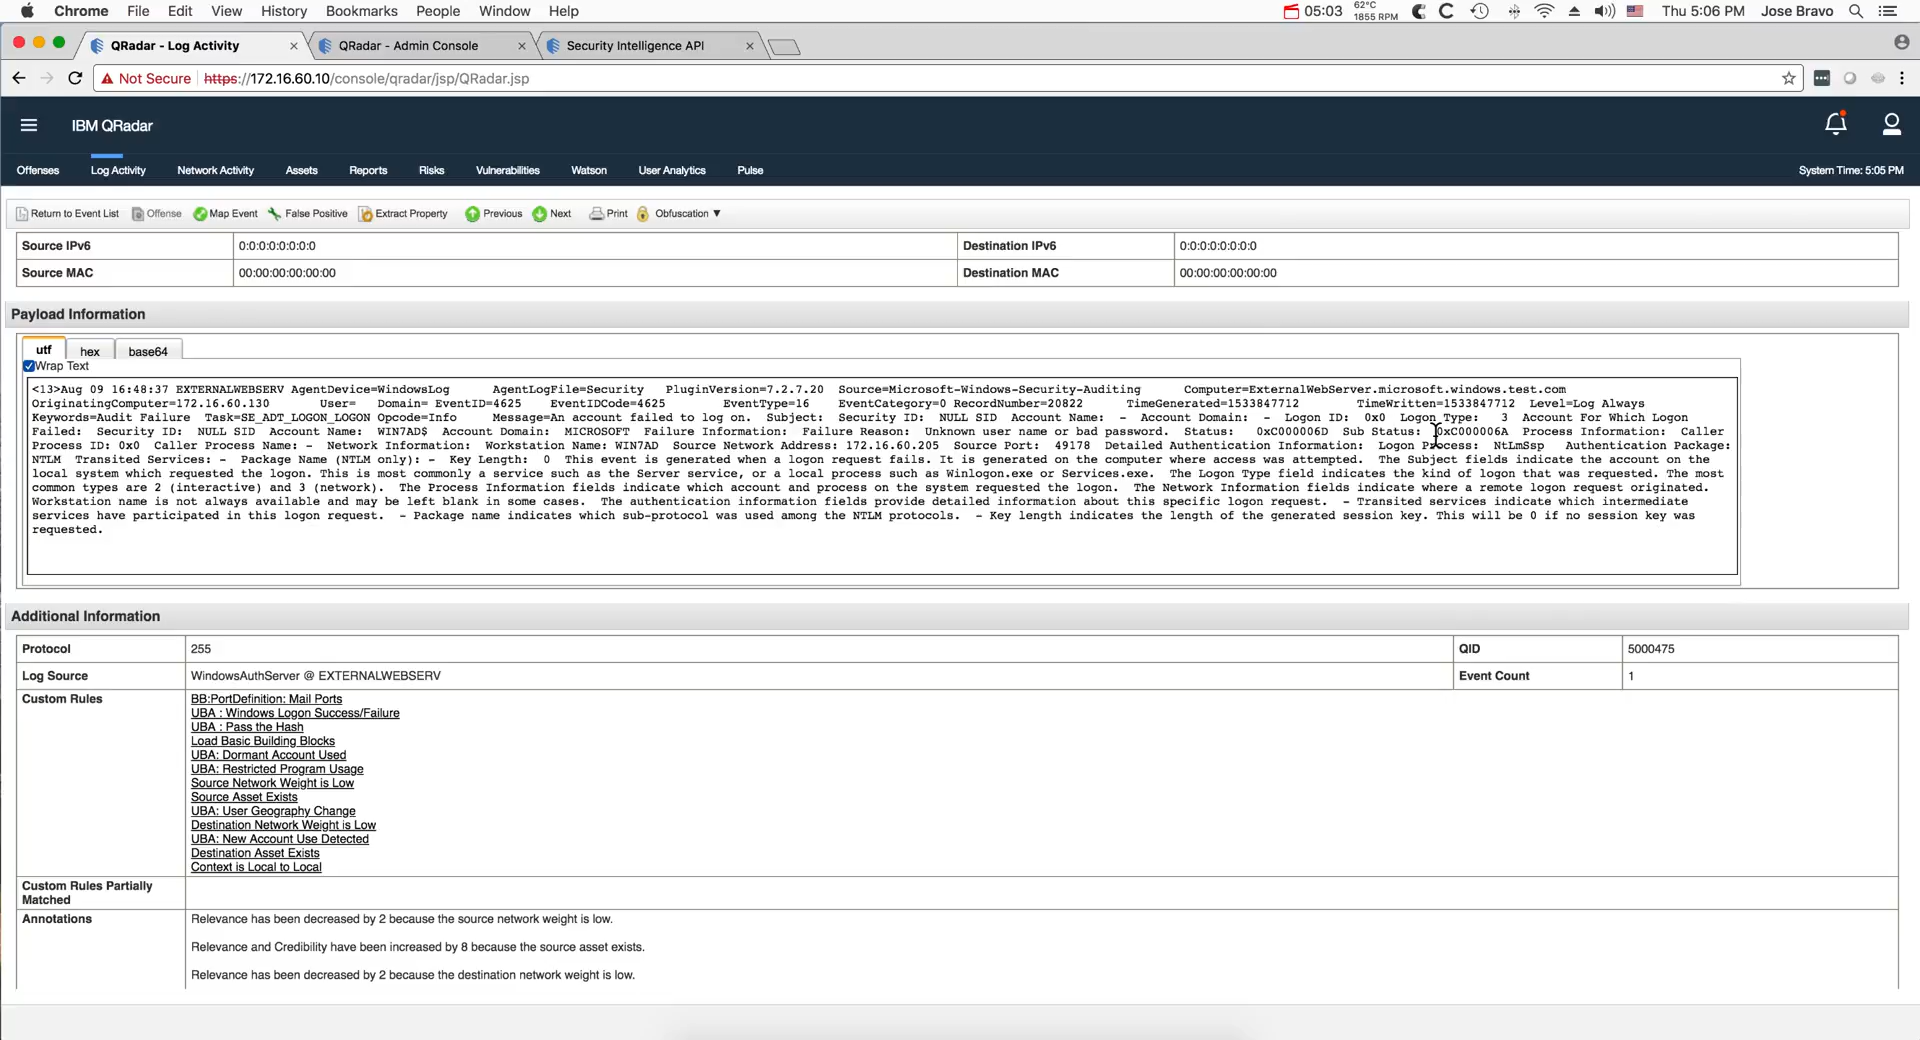 Chrome File Edit View History Bookmarks People Window Help 05:03 62°C 1855 RPM Thu 5:06 PM Jose Bravo
QRadar - Log Activity QRadar - Admin Console Security Intelligence API
Not Secure https://172.16.60.10/console/qradar/jsp/QRadar.jsp
IBM QRadar
Offenses Log Activity Network Activity Assets Reports Risks Vulnerabilities Watson User Analytics Pulse System Time: 5:05 PM
Return to Event List Offense Map Event False Positive Extract Property Previous Next Print Obfuscation ▼
Source IPv6 0:0:0:0:0:0:0:0 Destination IPv6 0:0:0:0:0:0:0:0
Source MAC 00:00:00:00:00:00 Destination MAC 00:00:00:00:00:00
Payload Information
utf hex base64
Wrap Text
<13>Aug 09 16:48:37 EXTERNALWEBSERV AgentDevice=WindowsLog AgentLogFile=Security PluginVersion=7.2.7.20 Source=Microsoft-Windows-Security-Auditing Computer=ExternalWebServer.microsoft.windows.test.com
OriginatingComputer=172.16.60.130 User= Domain= EventID=4625 EventIDCode=4625 EventType=16 EventCategory=0 RecordNumber=20822 TimeGenerated=1533847712 TimeWritten=1533847712 Level=Log Always
Keywords=Audit Failure Task=SE_ADT_LOGON_LOGON Opcode=Info Message=An account failed to log on. Subject: Security ID: NULL SID Account Name: - Account Domain: - Logon ID: 0x0 Logon Type: 3 Account For Which Logon
Failed: Security ID: NULL SID Account Name: WIN7AD$ Account Domain: MICROSOFT Failure Information: Failure Reason: Unknown user name or bad password. Status: 0xC000006D Sub Status: 0xC000006A Process Information: Caller
Process ID: 0x0 Caller Process Name: - Network Information: Workstation Name: WIN7AD Source Network Address: 172.16.60.205 Source Port: 49178 Detailed Authentication Information: Logon Process: NtLmSsp Authentication Package:
NTLM Transited Services: - Package Name (NTLM only): - Key Length: 0 This event is generated when a logon request fails. It is generated on the computer where access was attempted. The Subject fields indicate the account on the
local system which requested the logon. This is most commonly a service such as the Server service, or a local process such as Winlogon.exe or Services.exe. The Logon Type field indicates the kind of logon that was requested. The most
common types are 2 (interactive) and 3 (network). The Process Information fields indicate which account and process on the system requested the logon. The Network Information fields indicate where a remote logon request originated.
Workstation name is not always available and may be left blank in some cases. The authentication information fields provide detailed information about this specific logon request. - Transited services indicate which intermediate
services have participated in this logon request. - Package name indicates which sub-protocol was used among the NTLM protocols. - Key length indicates the length of the generated session key. This will be 0 if no session key was
requested.
Additional Information
Protocol 255 QID 5000475
Log Source WindowsAuthServer @ EXTERNALWEBSERV Event Count 1
Custom Rules BB:PortDefinition: Mail Ports
UBA : Windows Logon Success/Failure
UBA : Pass the Hash
Load Basic Building Blocks
UBA: Dormant Account Used
UBA: Restricted Program Usage
Source Network Weight is Low
Source Asset Exists
UBA: User Geography Change
Destination Network Weight is Low
UBA: New Account Use Detected
Destination Asset Exists
Context is Local to Local
Custom Rules Partially
Matched
Annotations Relevance has been decreased by 2 because the source network weight is low.
Relevance and Credibility have been increased by 8 because the source asset exists.
Relevance has been decreased by 2 because the destination network weight is low.